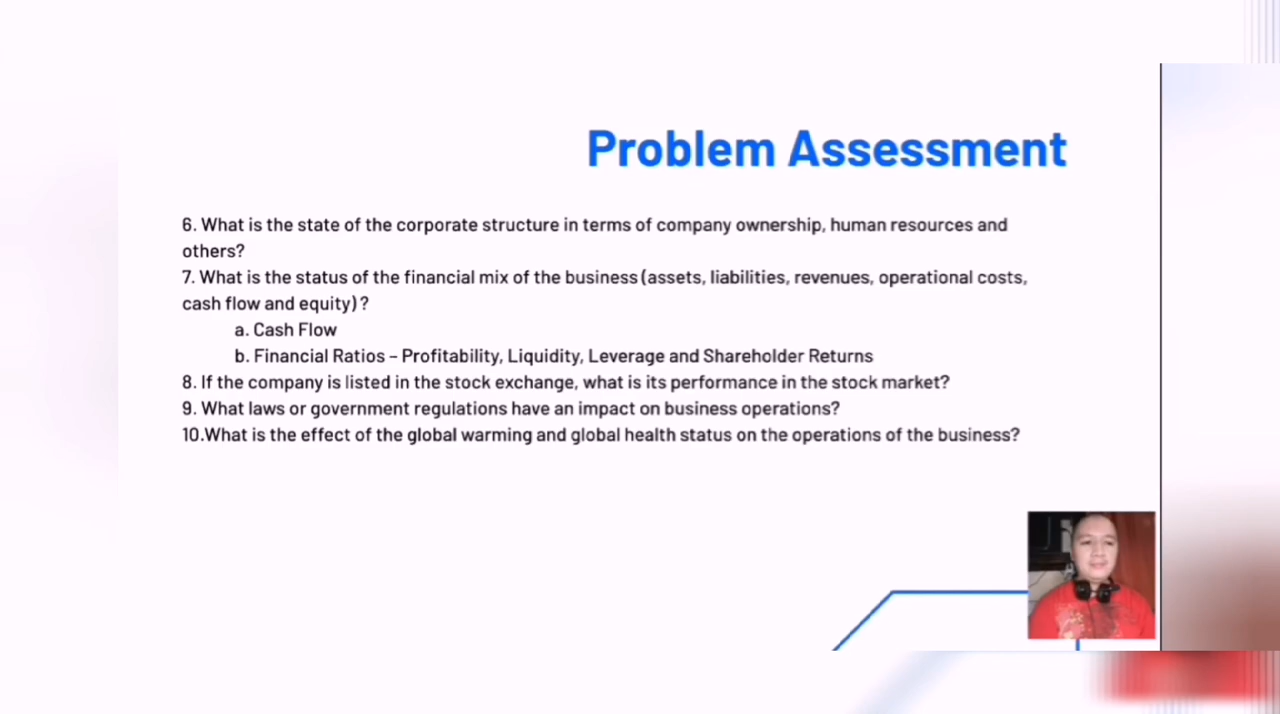 Problem Assessment
6. What is the state of the corporate structure in terms of company ownership, human resources and
others?
7. What is the status of the financial mix of the business (assets, liabilities, revenues, operational costs,
cash flow and equity)?
a. Cash Flow
b. Financial Ratios – Profitability, Liquidity, Leverage and Shareholder Returns
8. If the company is listed in the stock exchange, what is its performance in the stock market?
9. What laws or government regulations have an impact on business operations?
10.What is the effect of the global warming and global health status on the operations of the business?